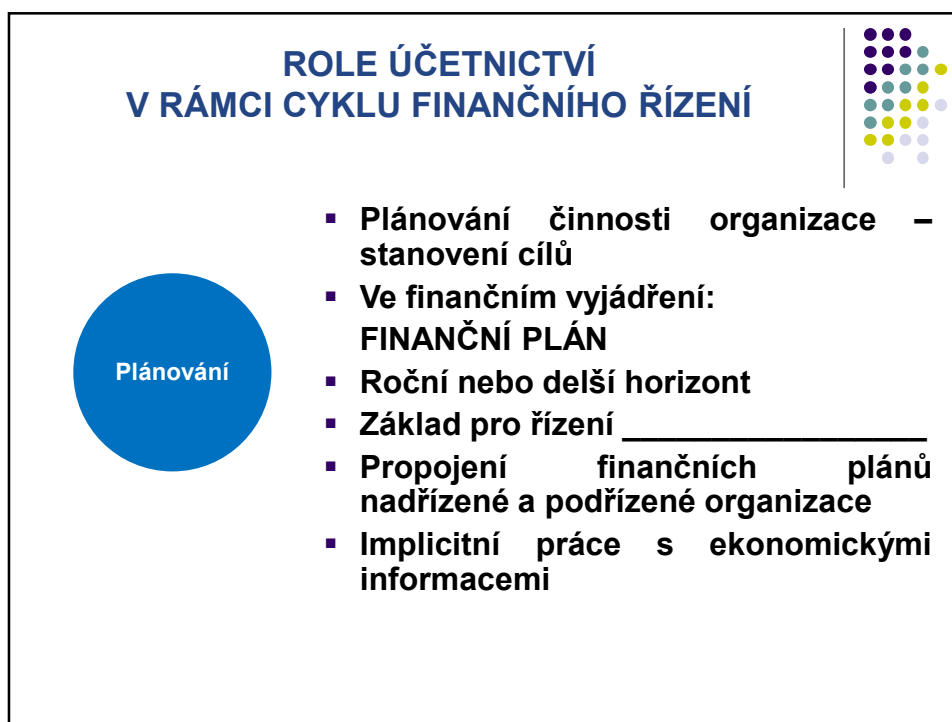 ROLE ÚČETNICTVÍ
V RÁMCI CYKLU FINANČNÍHO ŘÍZENÍ
Plánování
▪ Plánování činnosti organizace –
stanovení cílů
▪ Ve finančním vyjádření:
FINANČNÍ PLÁN
▪ Roční nebo delší horizont
▪ Základ pro řízení _________________
▪ Propojení finančních plánů
nadřízené a podřízené organizace
▪ Implicitní práce s ekonomickými
informacemi